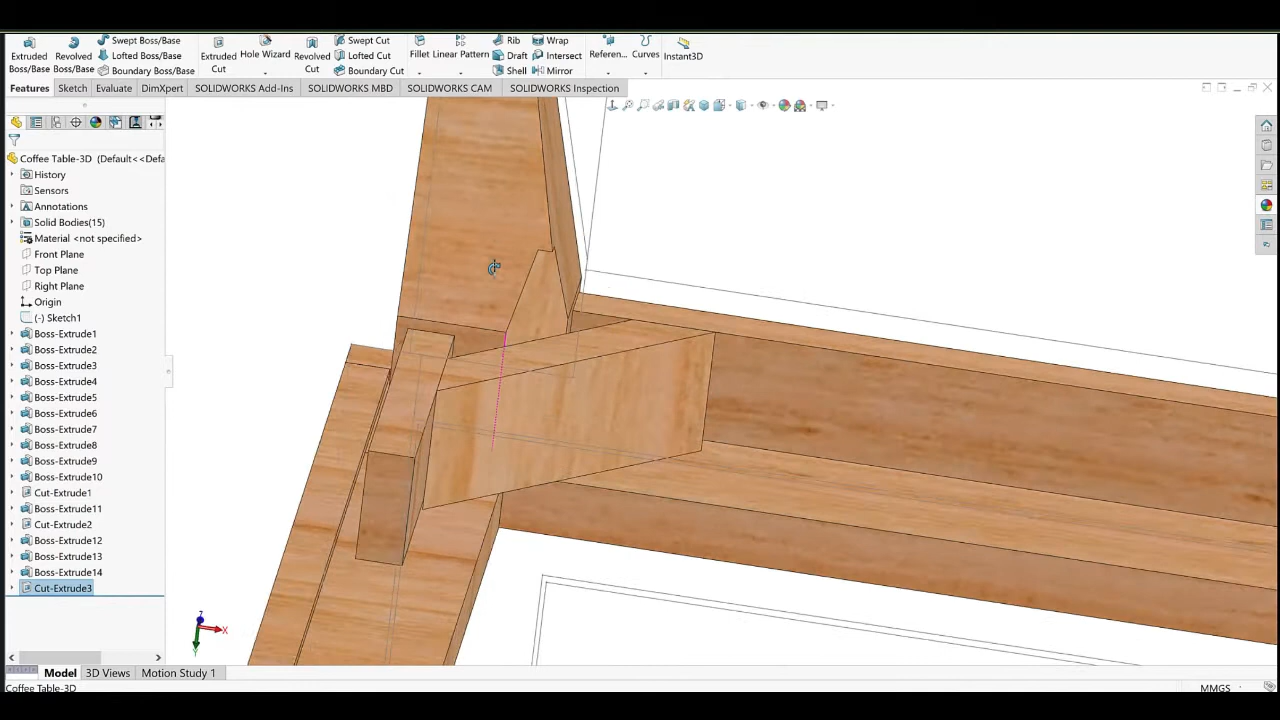 Extruded Boss/Base
Revolved Boss/Base
Swept Boss/Base
Lofted Boss/Base
Boundary Boss/Base
Extruded Cut
Hole Wizard
Revolved Cut
Swept Cut
Lofted Cut
Boundary Cut
Fillet
Linear Pattern
Rib
Draft
Shell
Wrap
Intersect
Mirror
Referen...
Curves
Instant3D
Features Sketch Evaluate DimXpert SOLIDWORKS Add-Ins SOLIDWORKS MBD SOLIDWORKS CAM SOLIDWORKS Inspection
Coffee Table-3D (Default<<Defa
History
Sensors
Annotations
Solid Bodies(15)
Material <not specified>
Front Plane
Top Plane
Right Plane
Origin
(-) Sketch1
Boss-Extrude1
Boss-Extrude2
Boss-Extrude3
Boss-Extrude4
Boss-Extrude5
Boss-Extrude6
Boss-Extrude7
Boss-Extrude8
Boss-Extrude9
Boss-Extrude10
Cut-Extrude1
Boss-Extrude11
Cut-Extrude2
Boss-Extrude12
Boss-Extrude13
Boss-Extrude14
Cut-Extrude3
Z
X
Y
Model 3D Views Motion Study 1
Coffee Table-3D
MMGS